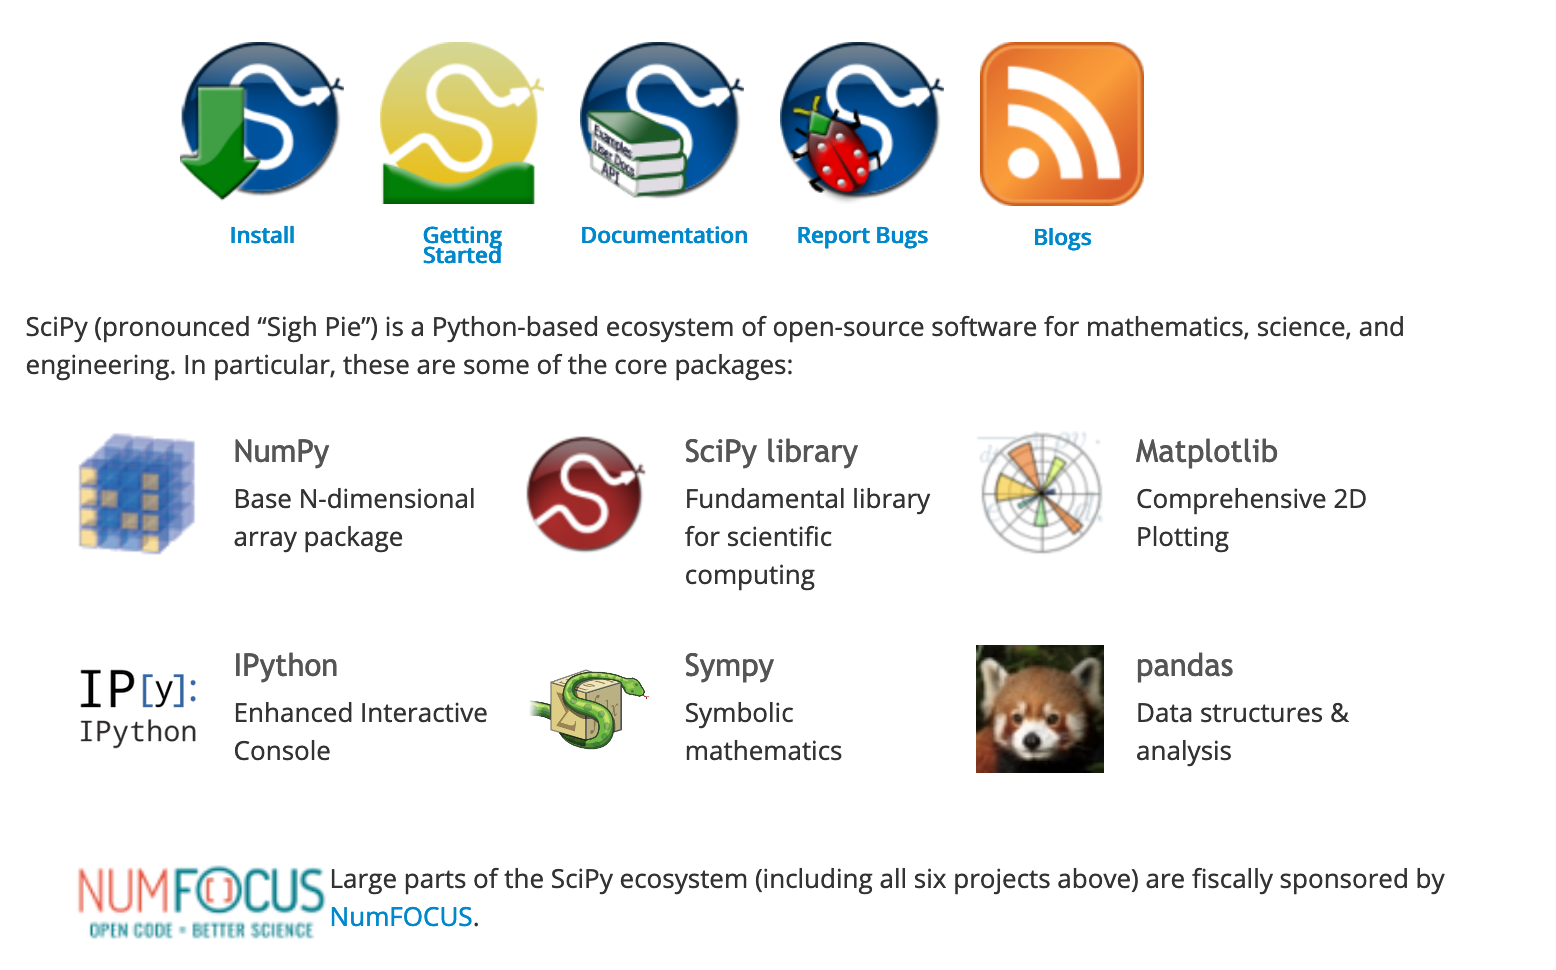 Examples
User Docs
API
Install
Getting
Started
Documentation
Report Bugs
Blogs
SciPy (pronounced “Sigh Pie”) is a Python-based ecosystem of open-source software for mathematics, science, and
engineering. In particular, these are some of the core packages:
NumPy
Base N-dimensional
array package
SciPy library
Fundamental library
for scientific
computing
Matplotlib
Comprehensive 2D
Plotting
IP[y]:
IPython
IPython
Enhanced Interactive
Console
Sympy
Symbolic
mathematics
pandas
Data structures &
analysis
NUMFOCUS
OPEN CODE = BETTER SCIENCE
Large parts of the SciPy ecosystem (including all six projects above) are fiscally sponsored by
NumFOCUS.